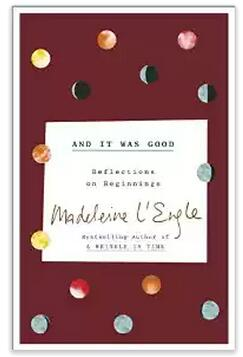 AND IT WAS GOOD
Reflections
on Beginnings
Madeleine L'Engle
Bestselling Author of
A WRINKLE IN TIME